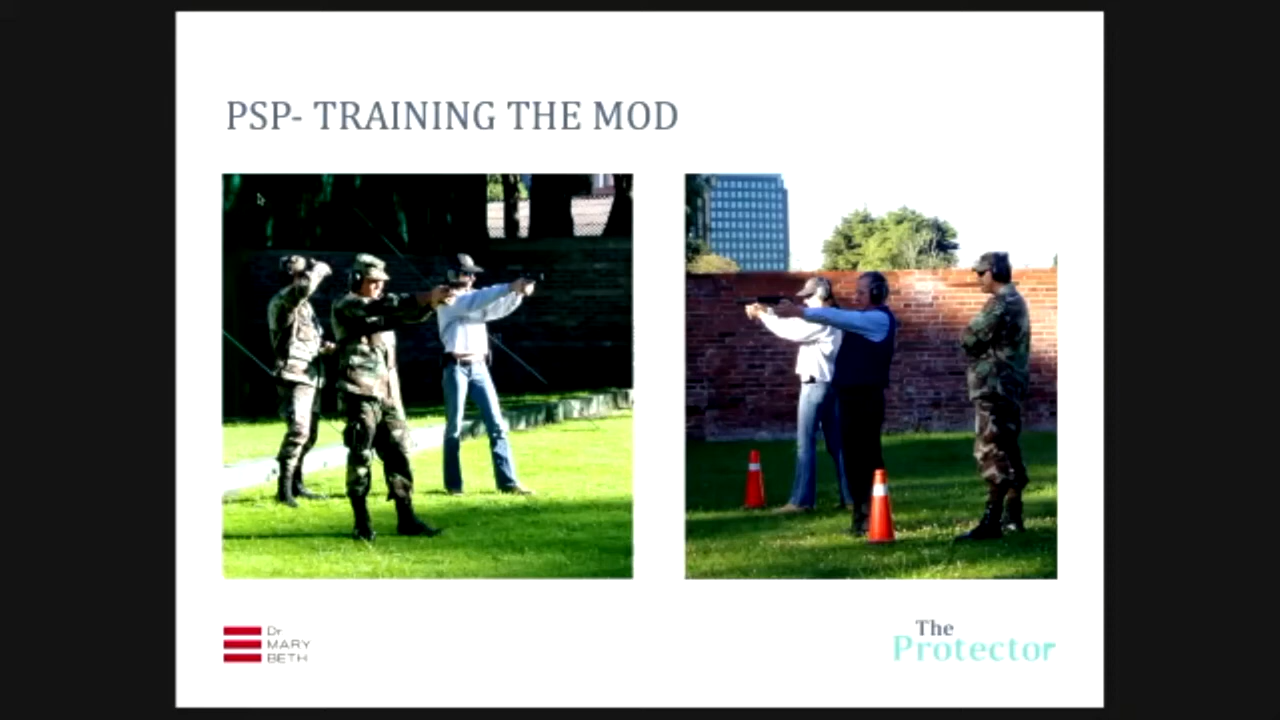 PSP- TRAINING THE MOD
Dr
MARY
BETH
The
Protector